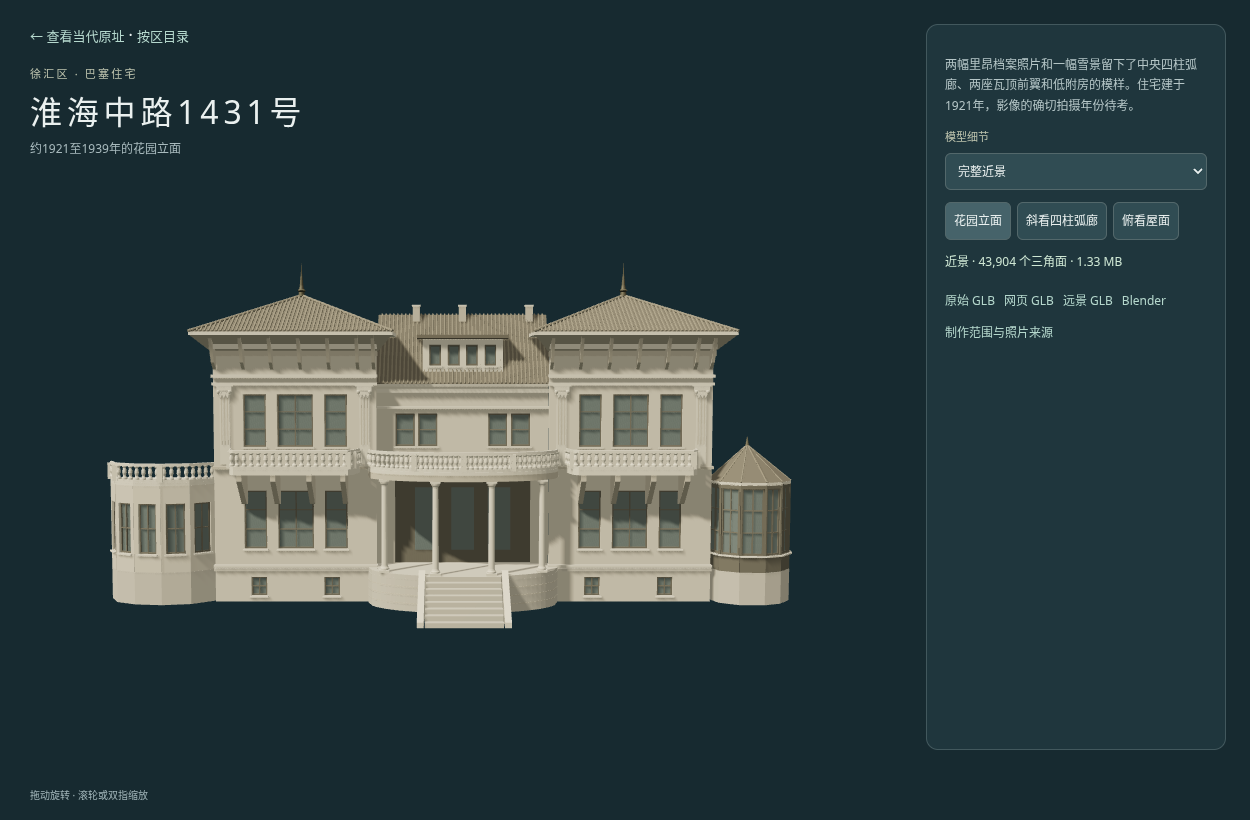 ← 查看当代原址 · 按区目录
徐汇区 · 巴塞住宅
淮海中路1431号
约1921至1939年的花园立面
两幅里昂档案照片和一幅雪景留下了中央四柱弧
廊、两座瓦顶前翼和低附房的模样。住宅建于
1921年，影像的确切拍摄年份待考。
模型细节
完整近景
花园立面 斜看四柱弧廊 俯看屋面
近景 · 43,904 个三角面 · 1.33 MB
原始 GLB 网页 GLB 远景 GLB Blender
制作范围与照片来源
拖动旋转 · 滚轮或双指缩放